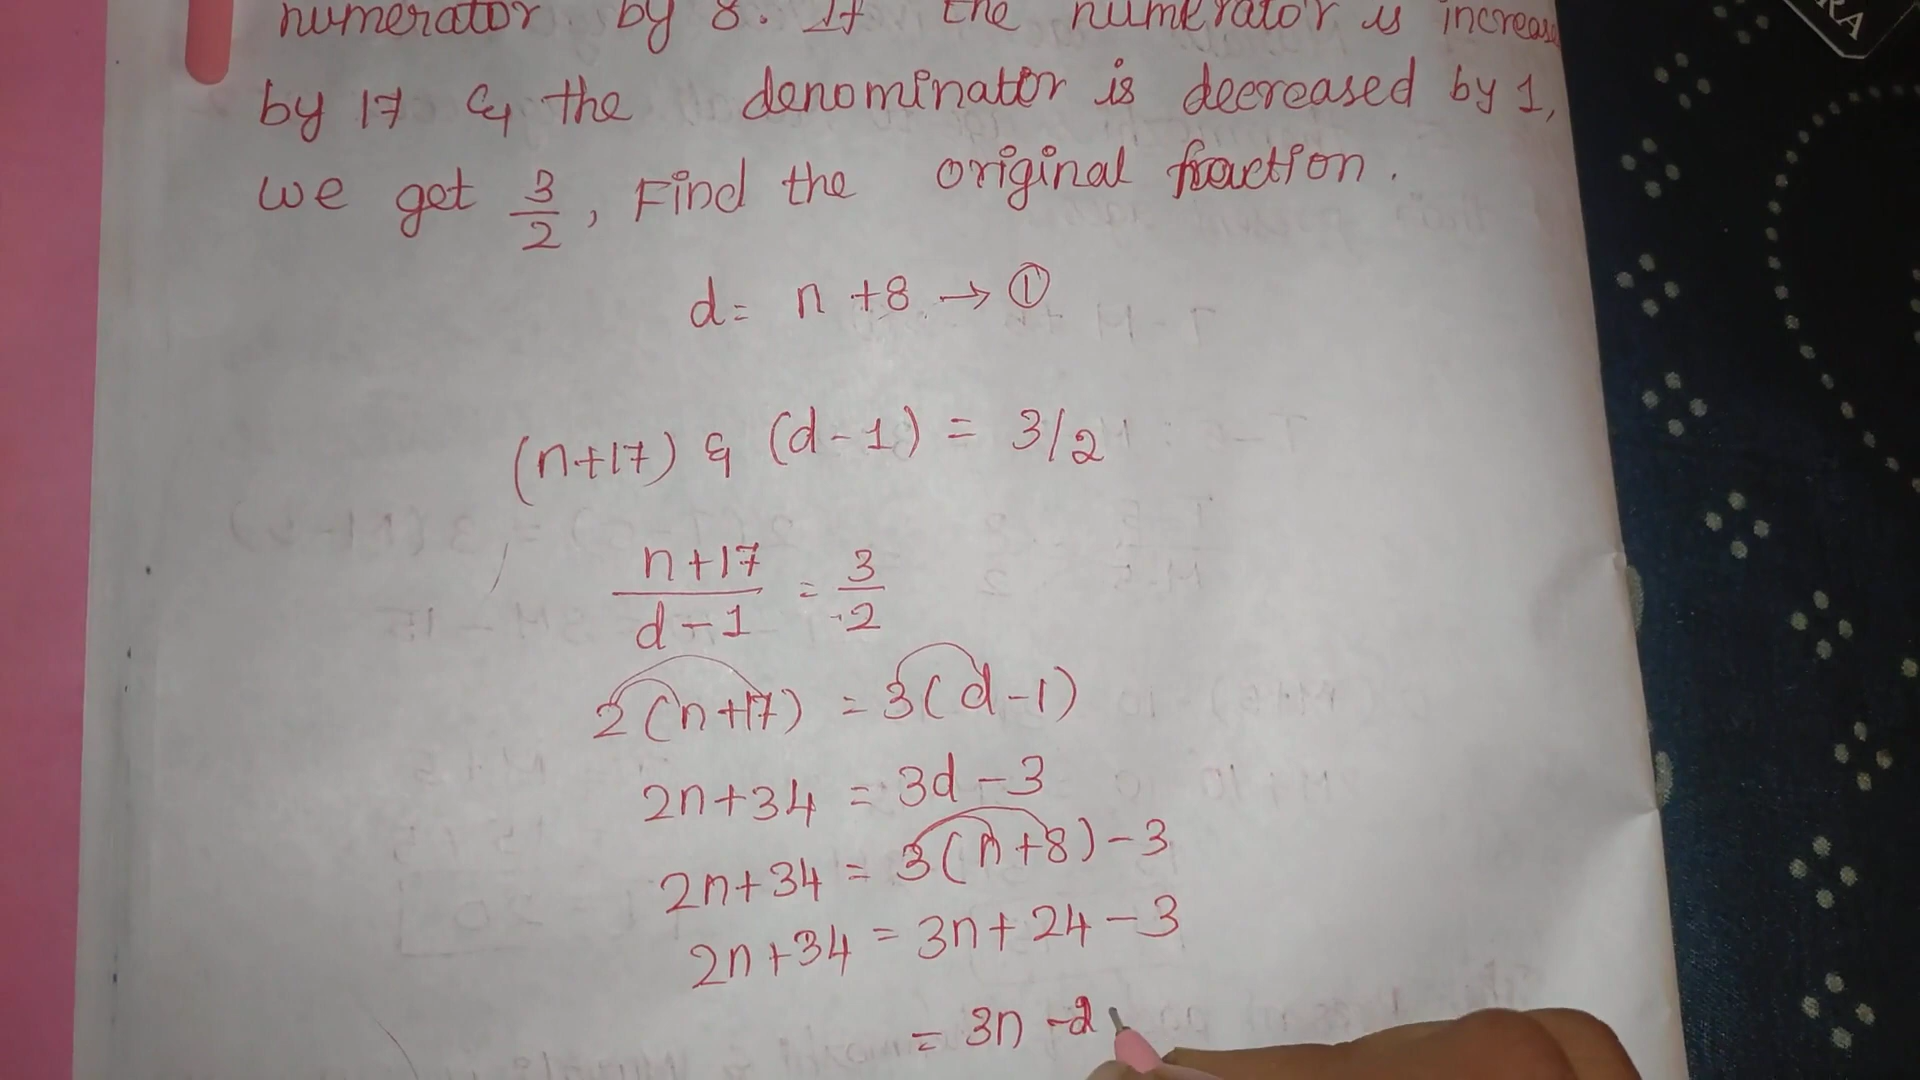 numerator by 8. If the numerator is increase
by 17 & the denominator is decreased by 1,
we get 3/2, Find the original fraction.
d = n + 8 → ①
(n+17) & (d-1) = 3/2
n+17 / d-1 = 3/2
2(n+17) = 3(d-1)
2n+34 = 3d-3
2n+34 = 3(n+8)-3
2n+34 = 3n+24-3
= 3n -2
RA